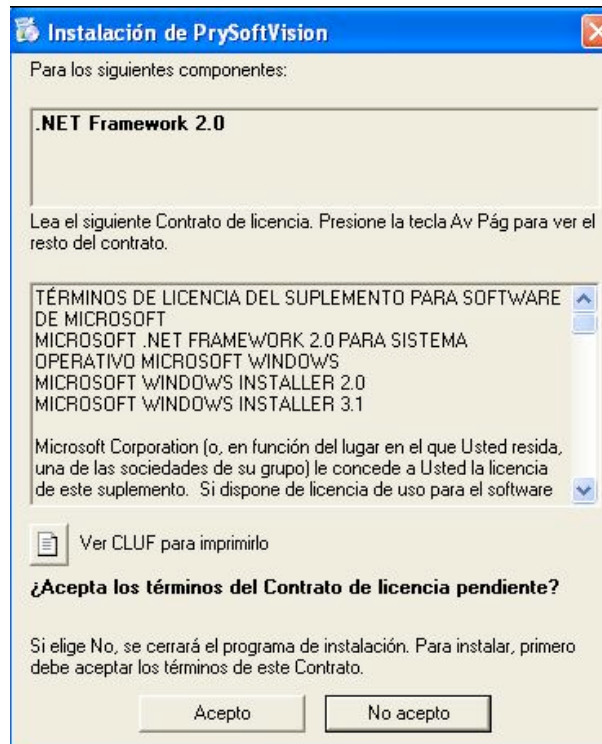 Instalación de PrySoftVision
Para los siguientes componentes:
.NET Framework 2.0
Lea el siguiente Contrato de licencia. Presione la tecla Av Pág para ver el
resto del contrato.
TÉRMINOS DE LICENCIA DEL SUPLEMENTO PARA SOFTWARE
DE MICROSOFT
MICROSOFT .NET FRAMEWORK 2.0 PARA SISTEMA
OPERATIVO MICROSOFT WINDOWS
MICROSOFT WINDOWS INSTALLER 2.0
MICROSOFT WINDOWS INSTALLER 3.1
Microsoft Corporation (o, en función del lugar en el que Usted resida,
una de las sociedades de su grupo) le concede a Usted la licencia
de este suplemento.  Si dispone de licencia de uso para el software
Ver CLUF para imprimirlo
¿Acepta los términos del Contrato de licencia pendiente?
Si elige No, se cerrará el programa de instalación. Para instalar, primero
debe aceptar los términos de este Contrato.
Acepto
No acepto